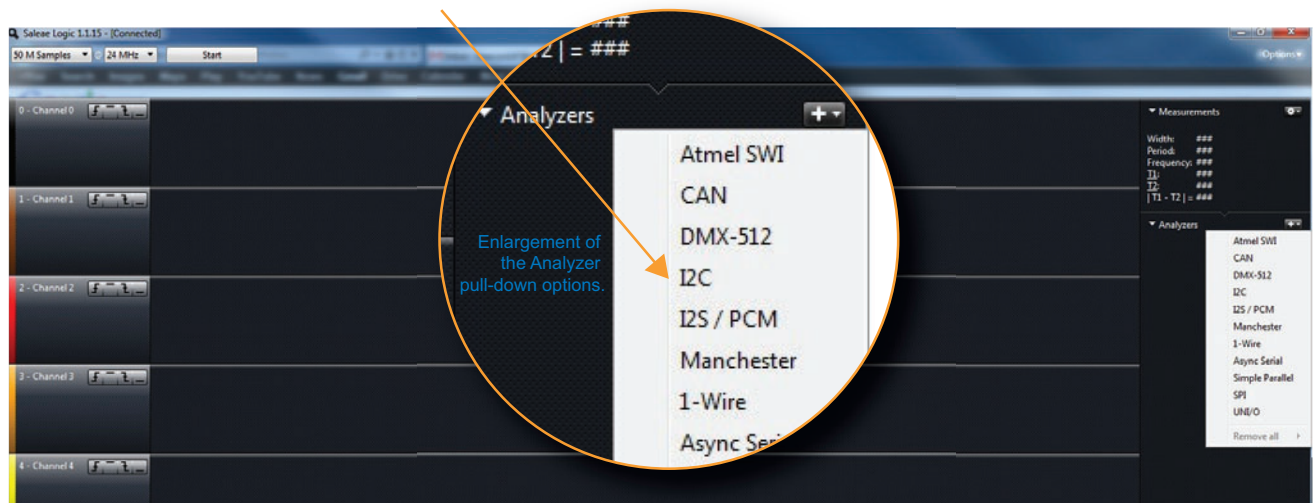 Saleae Logic 1.1.15 - [Connected]
50 M Samples
24 MHz
Start
Options
0 - Channel 0
1 - Channel 1
2 - Channel 2
3 - Channel 3
4 - Channel 4
###
T2 | = ###
Analyzers
Atmel SWI
CAN
DMX-512
I2C
I2S / PCM
Manchester
1-Wire
Async Seri
Enlargement of
the Analyzer
pull-down options.
Measurements
Width: ###
Period: ###
Frequency: ###
T1: ###
T2: ###
| T1 - T2 | = ###
Analyzers
Atmel SWI
CAN
DMX-512
I2C
I2S / PCM
Manchester
1-Wire
Async Serial
Simple Parallel
SPI
UNI/O
Remove all